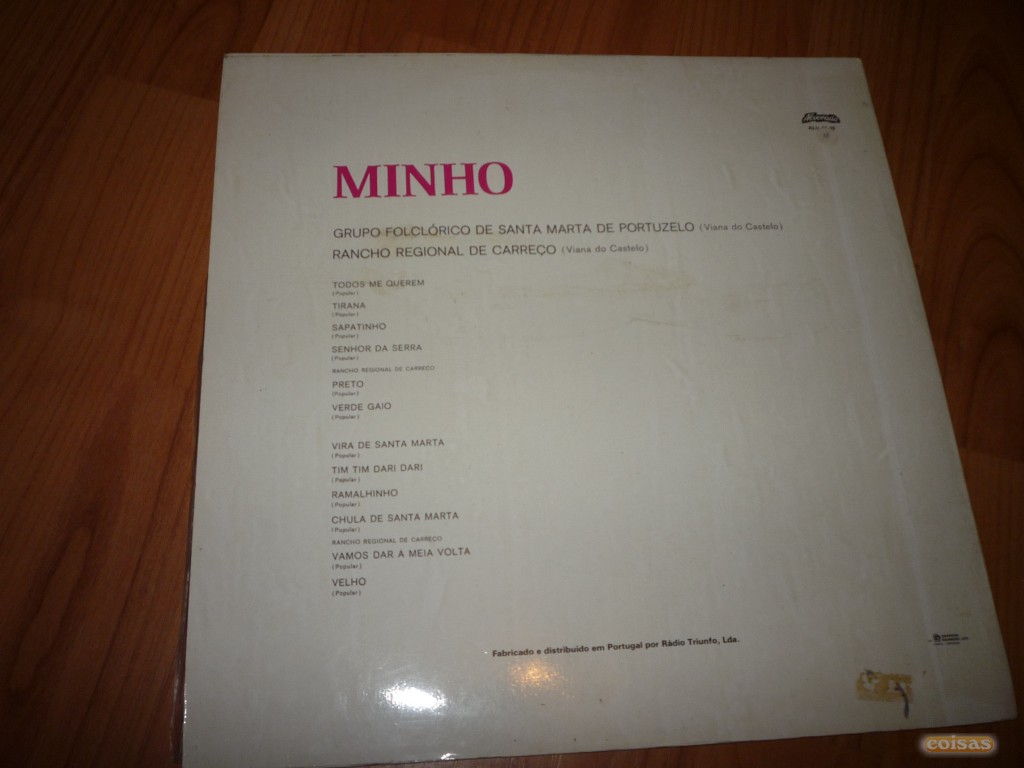 Alvorada
MINHO
GRUPO FOLCLÓRICO DE SANTA MARTA DE PORTUZELO (Viana do Castelo)
RANCHO REGIONAL DE CARREÇO (Viana do Castelo)
TODOS ME QUEREM
(Popular)
TIRANA
(Popular)
SAPATINHO
(Popular)
SENHOR DA SERRA
(Popular)
RANCHO REGIONAL DE CARREÇO
PRETO
(Popular)
VERDE GAIO
(Popular)
VIRA DE SANTA MARTA
(Popular)
TIM TIM DARI DARI
(Popular)
RAMALHINHO
(Popular)
CHULA DE SANTA MARTA
(Popular)
RANCHO REGIONAL DE CARREÇO
VAMOS DAR A MEIA VOLTA
(Popular)
VELHO
(Popular)
Fabricado e distribuido em Portugal por Rádio Triunfo, Lda.
coisas